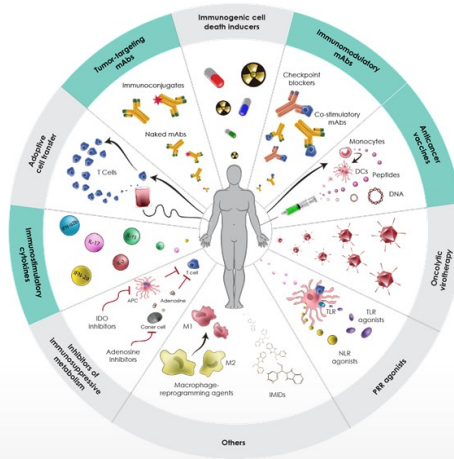 Immunogenic cell
death inducers
Immunomodulatory
mAbs
Anticancer
vaccines
Oncolytic
virotherapy
PRR agonists
Others
Inhibitors of
immunosuppressive
metabolism
Immunostimulatory
cytokines
Adoptive
cell transfer
Tumor-targeting
mAbs
Immunoconjugates
Naked mAbs
Checkpoint
blockers
Co-stimulatory
mAbs
Monocytes
DCs
Peptides
DNA
TLR
TLR
agonists
NLR
agonists
IMiDs
M1
M2
Macrophage-
reprogramming agents
T-cell
APC
Adenosine
IDO
inhibitors
Cancer cell
Adenosine
inhibitors
T Cells